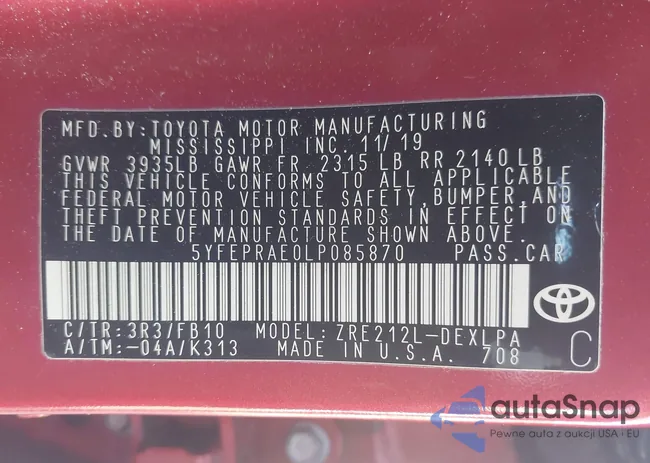 MFD.BY:TOYOTA MOTOR MANUFACTURING
MISSISSIPPI INC. 11/19
GVWR 3935LB GAWR FR 2315 LB RR 2140LB
THIS VEHICLE CONFORMS TO ALL APPLICABLE
FEDERAL MOTOR VEHICLE SAFETY,BUMPER,AND
THEFT PREVENTION STANDARDS IN EFFECT ON
THE DATE OF MANUFACTURE SHOWN ABOVE.
5YFEPRAE0LP085870 PASS.CAR
C/TR:3R3/FB10 MODEL:ZRE212L-DEXLPA
A/TM:-04A/K313 MADE IN U.S.A. 708
C
autaSnap
Pewne auta z aukcji USA i EU